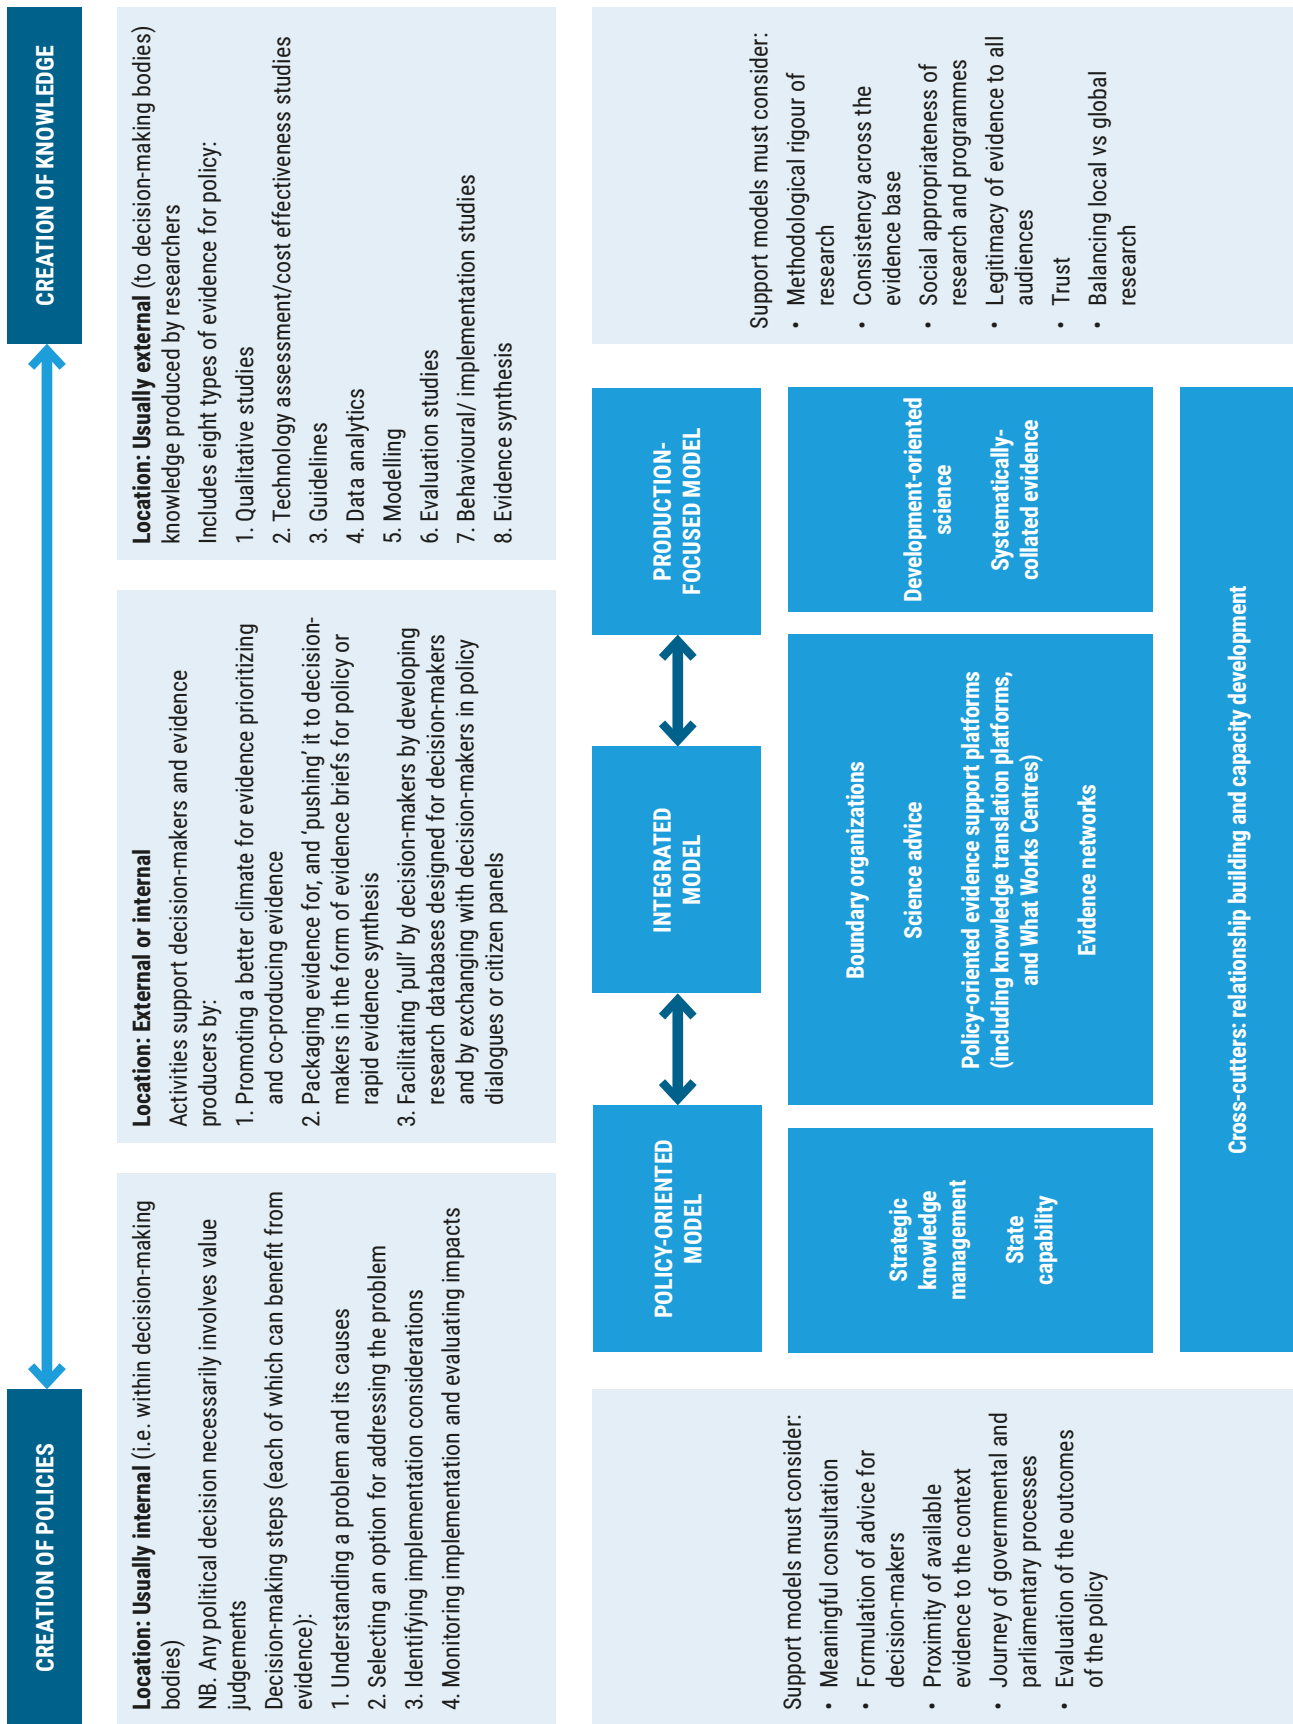 CREATION OF POLICIES
CREATION OF KNOWLEDGE
Location: Usually internal (i.e. within decision-making
bodies)
NB. Any political decision necessarily involves value
judgements
Decision-making steps (each of which can benefit from
evidence):
1. Understanding a problem and its causes
2. Selecting an option for addressing the problem
3. Identifying implementation considerations
4. Monitoring implementation and evaluating impacts
Location: External or internal
Activities support decision-makers and evidence
producers by:
1. Promoting a better climate for evidence prioritizing
and co-producing evidence
2. Packaging evidence for, and ‘pushing’ it to decision-
makers in the form of evidence briefs for policy or
rapid evidence synthesis
3. Facilitating ‘pull’ by decision-makers by developing
research databases designed for decision-makers
and by exchanging with decision-makers in policy
dialogues or citizen panels
Location: Usually external (to decision-making bodies)
knowledge produced by researchers
Includes eight types of evidence for policy:
1. Qualitative studies
2. Technology assessment/cost effectiveness studies
3. Guidelines
4. Data analytics
5. Modelling
6. Evaluation studies
7. Behavioural/ implementation studies
8. Evidence synthesis
Support models must consider:
• Meaningful consultation
• Formulation of advice for
decision-makers
• Proximity of available
evidence to the context
• Journey of governmental and
parliamentary processes
• Evaluation of the outcomes
of the policy
POLICY-ORIENTED
MODEL
INTEGRATED
MODEL
PRODUCTION-
FOCUSED MODEL
Strategic
knowledge
management
State
capability
Boundary organizations
Science advice
Policy-oriented evidence support platforms
(including knowledge translation platforms,
and What Works Centres)
Evidence networks
Development-oriented
science
Systematically-
collated evidence
Cross-cutters: relationship building and capacity development
Support models must consider:
• Methodological rigour of
research
• Consistency across the
evidence base
• Social appropriateness of
research and programmes
• Legitimacy of evidence to all
audiences
• Trust
• Balancing local vs global
research